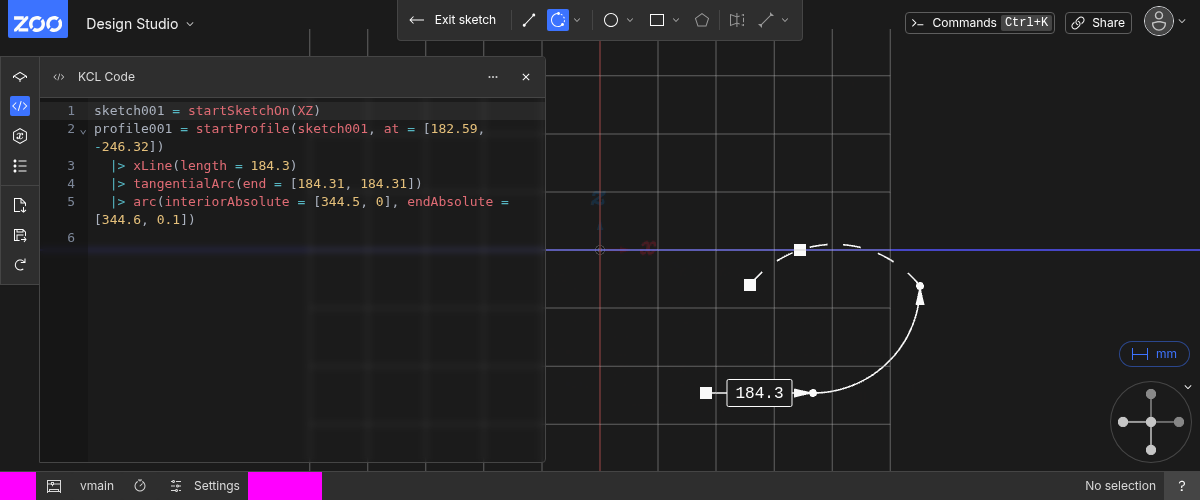 ZOO
Design Studio
Exit sketch
Commands Ctrl+K
Share
KCL Code
1 sketch001 = startSketchOn(XZ)
2 profile001 = startProfile(sketch001, at = [182.59,
-246.32])
3 |> xLine(length = 184.3)
4 |> tangentialArc(end = [184.31, 184.31])
5 |> arc(interiorAbsolute = [344.5, 0], endAbsolute =
[344.6, 0.1])
6
z
x
184.3
mm
vmain
Settings
No selection
?